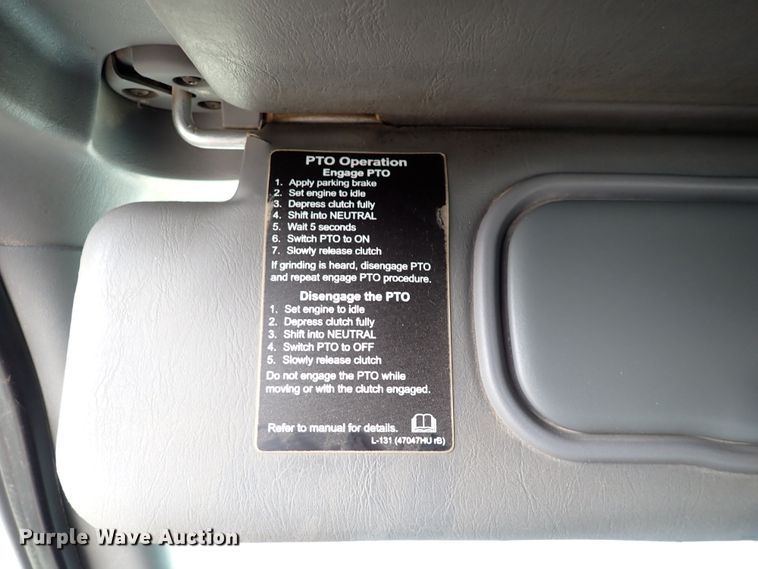 PTO Operation
Engage PTO
1. Apply parking brake
2. Set engine to idle
3. Depress clutch fully
4. Shift into NEUTRAL
5. Wait 5 seconds
6. Switch PTO to ON
7. Slowly release clutch
If grinding is heard, disengage PTO
and repeat engage PTO procedure.
Disengage the PTO
1. Set engine to idle
2. Depress clutch fully
3. Shift into NEUTRAL
4. Switch PTO to OFF
5. Slowly release clutch
Do not engage the PTO while
moving or with the clutch engaged.
Refer to manual for details.
L-131 (47047HU rB)
Purple Wave Auction